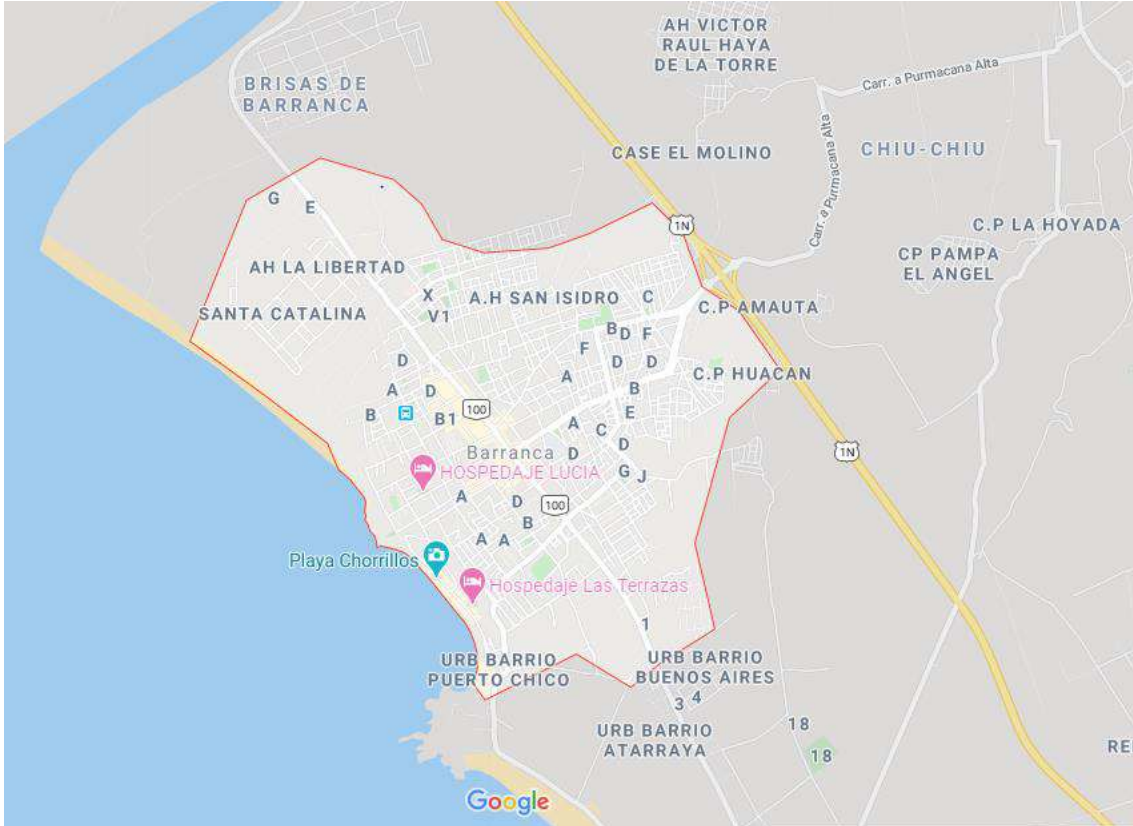 AH VICTOR
RAUL HAYA
DE LA TORRE
Carr. a Purmacana Alta
BRISAS DE
BARRANCA
Carr. a Purmacana Alta
CASE EL MOLINO
CHIU-CHIU
G
E
1N
Carr. a Purmacana Alta
C.P LA HOYADA
CP PAMPA
EL ANGEL
AH LA LIBERTAD
X
V1
A.H SAN ISIDRO
C
C.P AMAUTA
SANTA CATALINA
B
D
F
F
D
D
D
A
C.P HUACAN
A
D
B
B
B1
100
E
A
C
D
1N
Barranca
D
G
J
HOSPEDAJE LUCIA
A
D
100
B
A
A
Playa Chorrillos
Hospedaje Las Terrazas
1
URB BARRIO
PUERTO CHICO
URB BARRIO
BUENOS AIRES
3
4
URB BARRIO
ATARRAYA
18
18
RE
Google